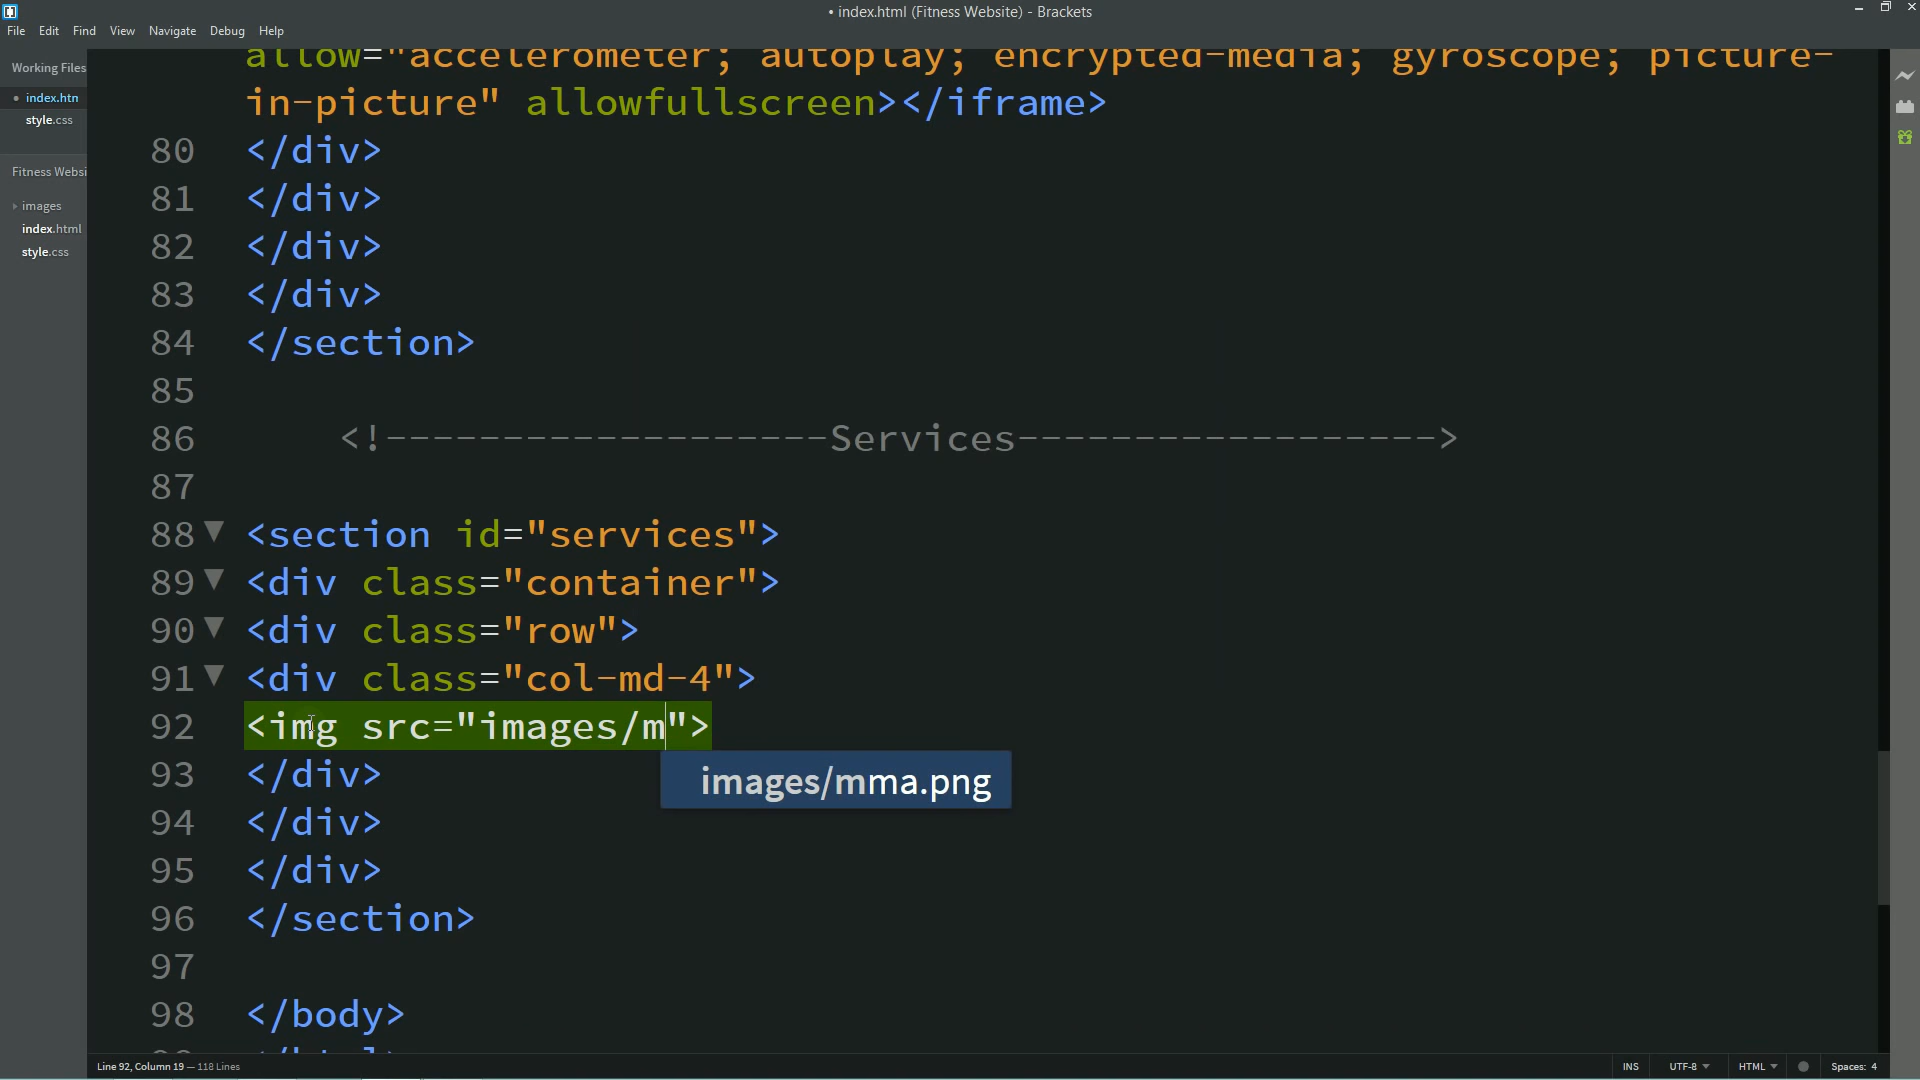 • index.html (Fitness Website) - Brackets
File Edit Find View Navigate Debug Help
Working Files
• index.htm
style.css
Fitness Websi
images
index.html
style.css
allow="accelerometer; autoplay; encrypted-media; gyroscope; picture-
in-picture" allowfullscreen></iframe>
80 </div>
81 </div>
82 </div>
83 </div>
84 </section>
85
86 <!-------------------Services------------------>
87
88 <section id="services">
89 <div class="container">
90 <div class="row">
91 <div class="col-md-4">
92 <img src="images/m">
images/mma.png
93 </div>
94 </div>
95 </div>
96 </section>
97
98 </body>
Line 92, Column 19 — 118 Lines
INS UTF-8 HTML Spaces: 4